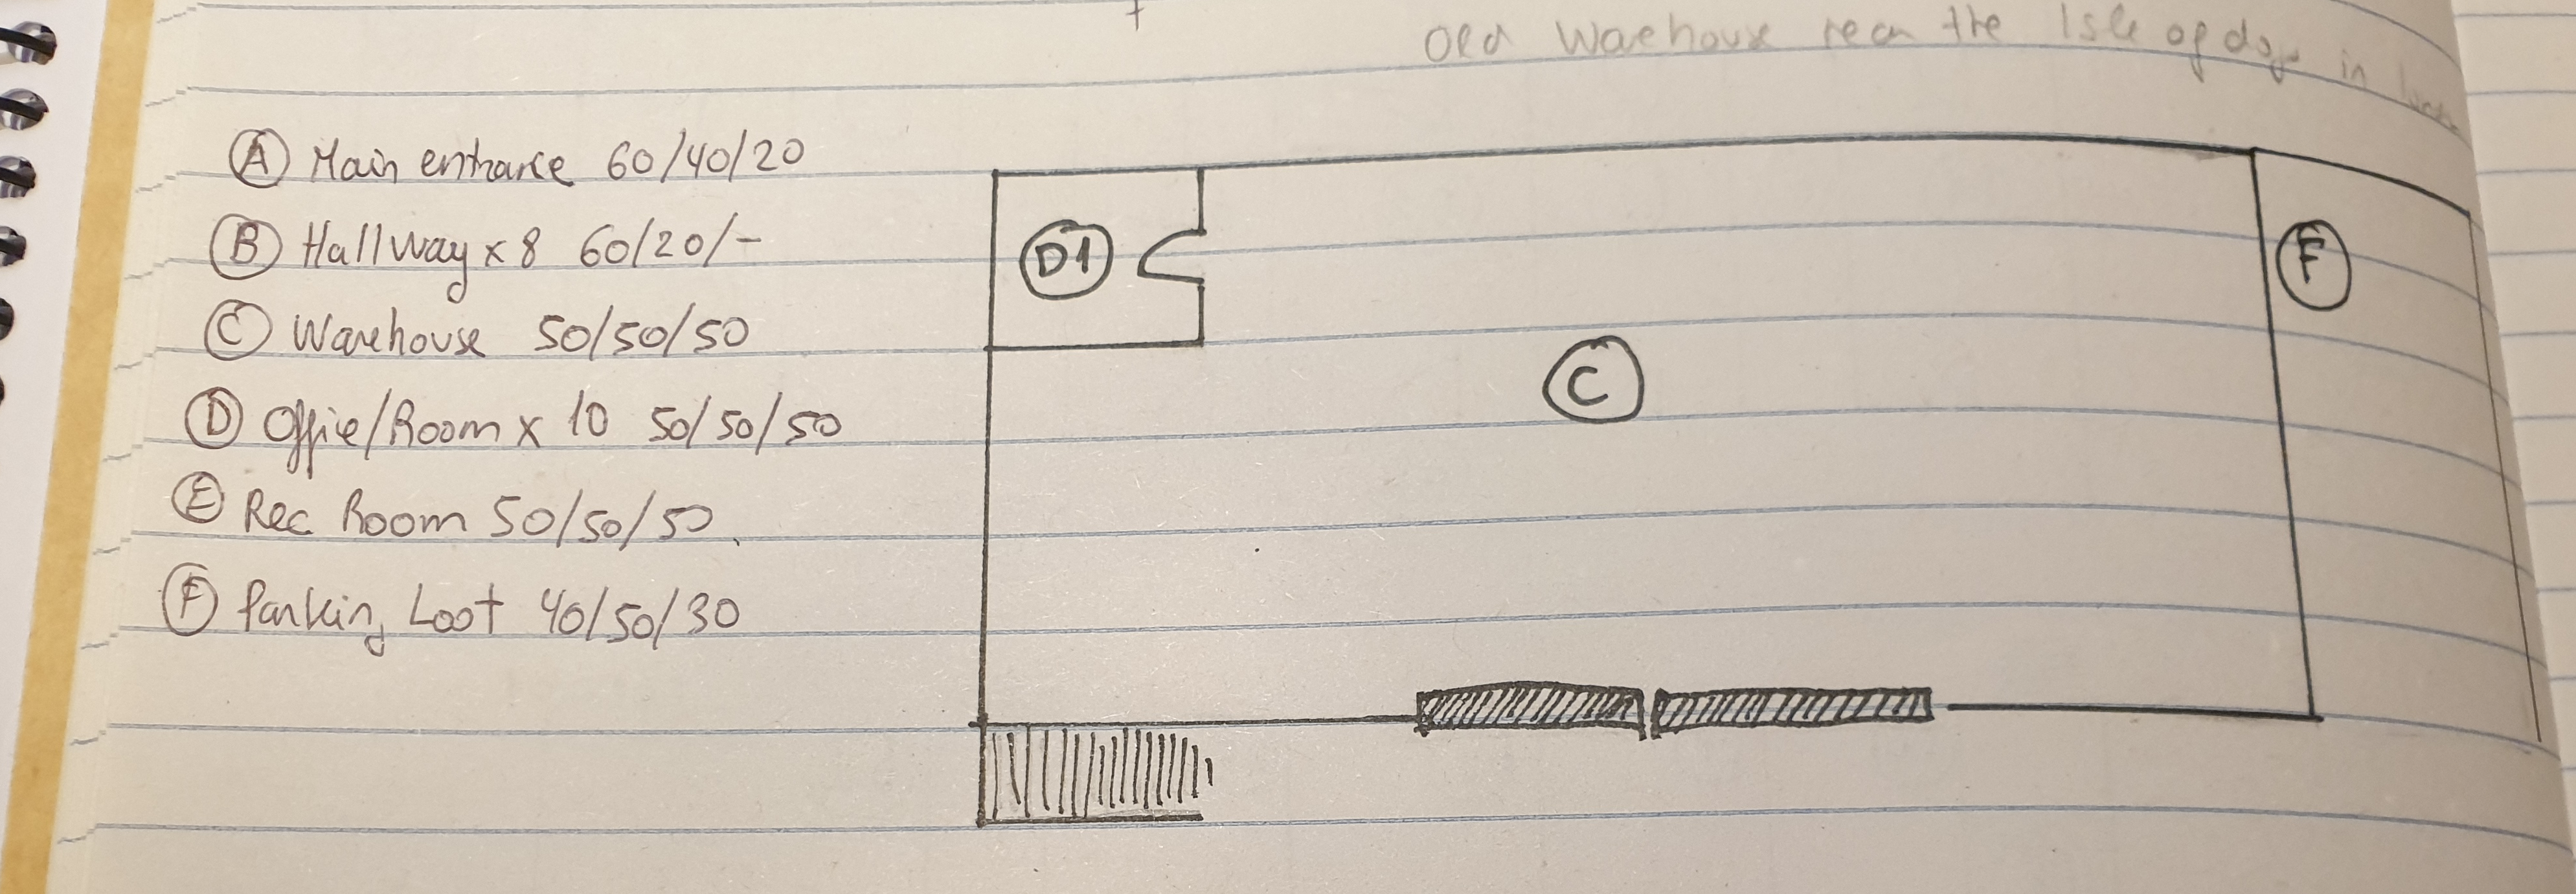 Old Warehouse near the Isle of dogs in
Ⓐ Main entrance 60/40/20
Ⓑ Hallway x 8 60/20/-
Ⓒ Warehouse 50/50/50
Ⓓ Office/Room x 10 50/50/50
Ⓔ Rec Room 50/50/50
Ⓕ Parking Loot 40/50/30
D1
F
C